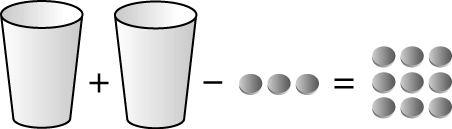 + − =